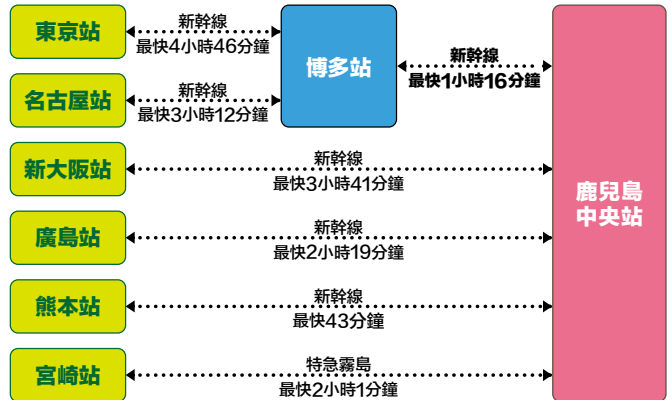 東京站
新幹線
最快4小時46分鐘
博多站
新幹線
最快1小時16分鐘
名古屋站
新幹線
最快3小時12分鐘
新大阪站
新幹線
最快3小時41分鐘
鹿兒島
中央站
廣島站
新幹線
最快2小時19分鐘
熊本站
新幹線
最快43分鐘
宮崎站
特急霧島
最快2小時1分鐘